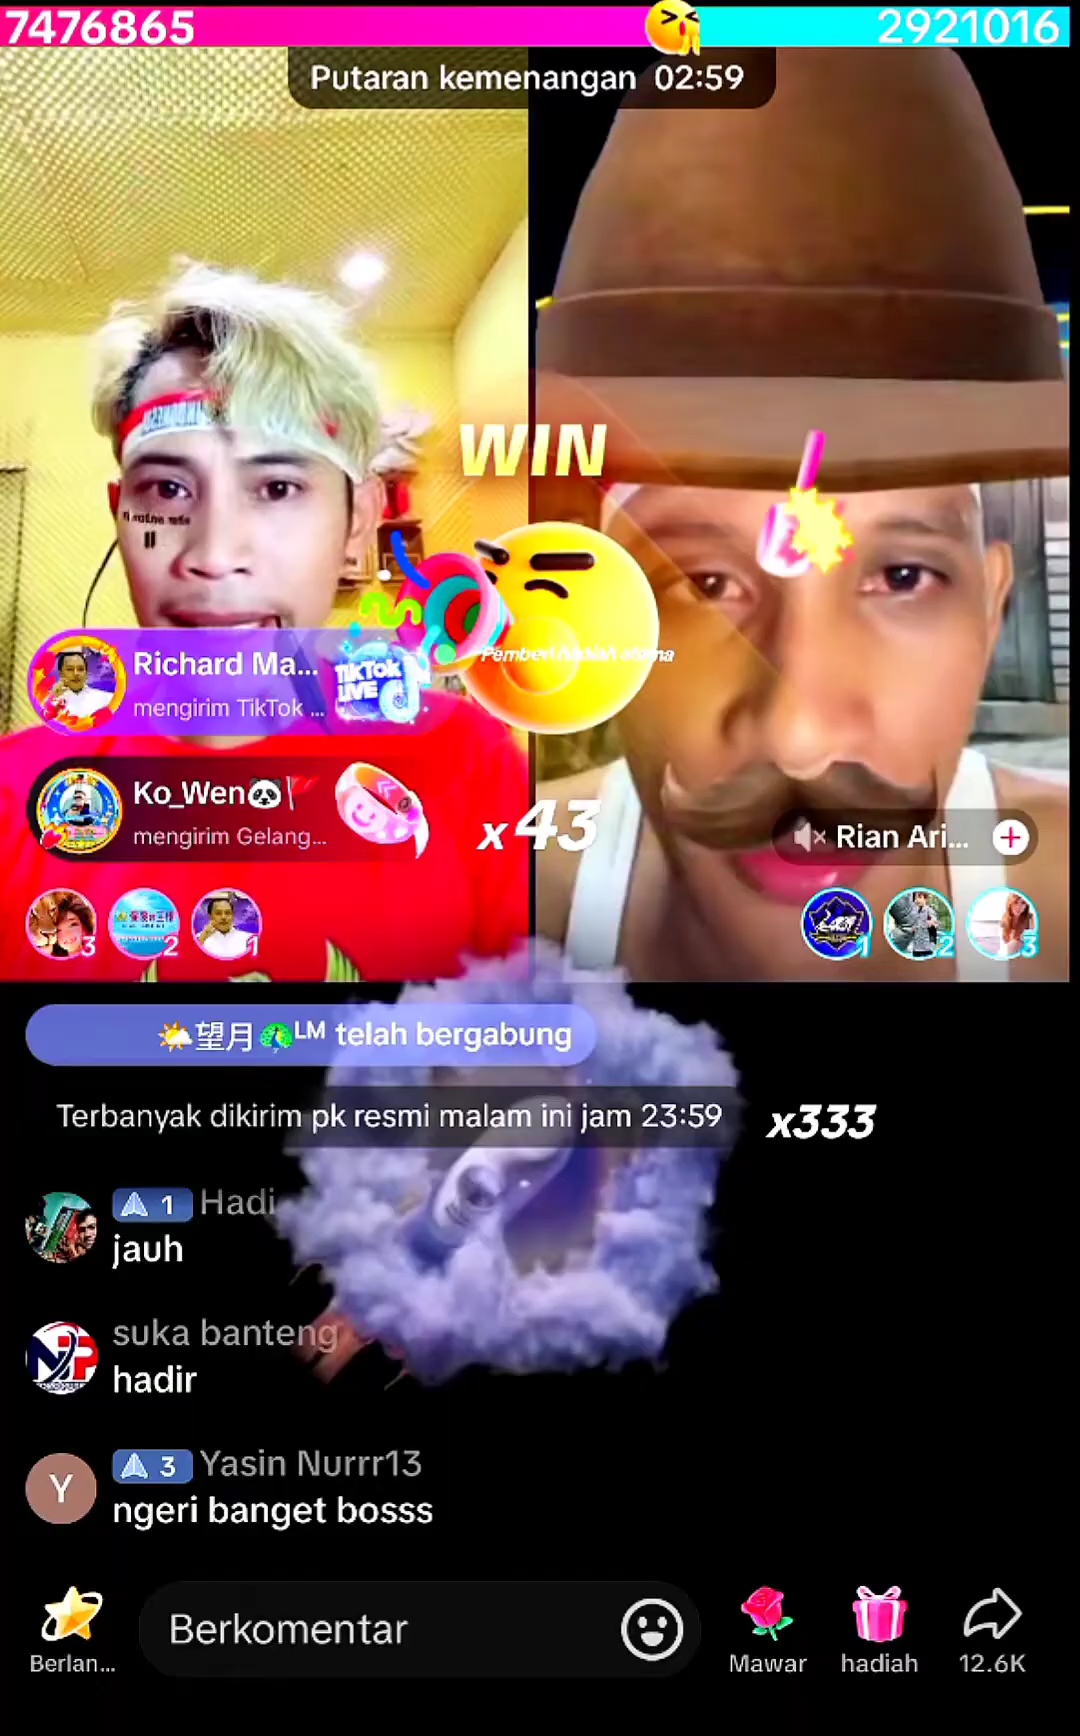 7476865
2921016
Putaran kemenangan 02:59
WIN
Richard Ma...
mengirim TikTok ...
TikTok
LIVE
Pemberi hadiah utama
Ko_Wen🐼🚩
mengirim Gelang...
x43
Rian Ari...
3
2
1
1
2
3
🌤️望月🦚ᴸᴹ telah bergabung
Terbanyak dikirim pk resmi malam ini jam 23:59
x333
1 Hadi
jauh
suka banteng
hadir
Y
3 Yasin Nurrr13
ngeri banget bosss
Berlan...
Berkomentar
Mawar
hadiah
12.6K